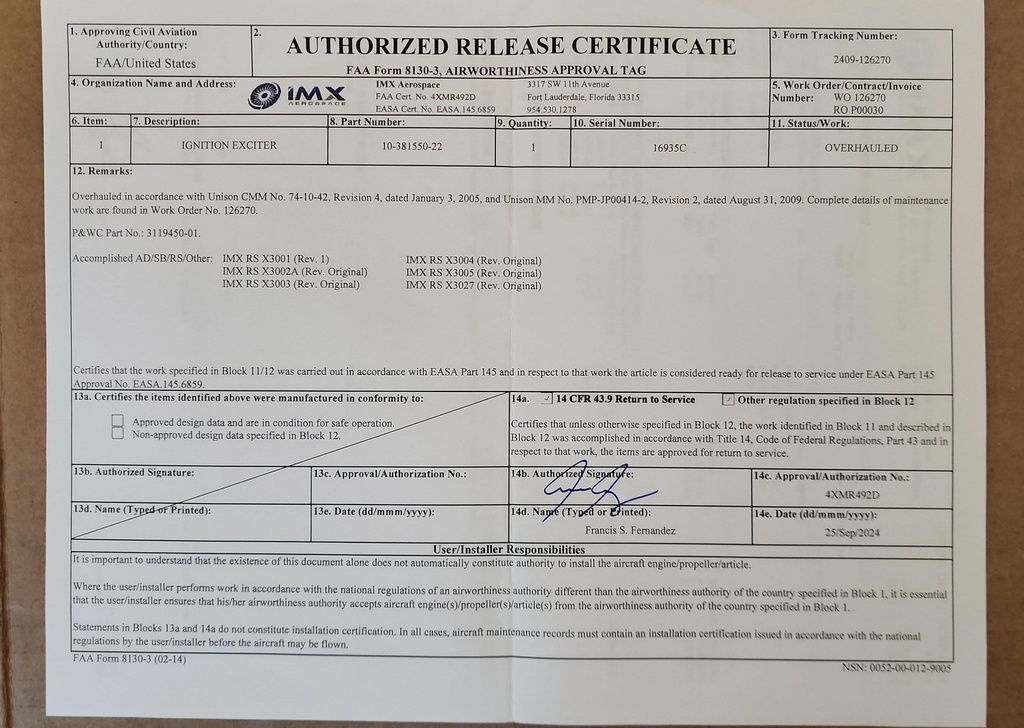 1. Approving Civil Aviation
Authority/Country:
FAA/United States
2.
AUTHORIZED RELEASE CERTIFICATE
FAA Form 8130-3, AIRWORTHINESS APPROVAL TAG
3. Form Tracking Number:
2409-126270
4. Organization Name and Address:
IMX
AEROSPACE
IMX Aerospace
FAA Cert. No. 4XMR492D
EASA Cert. No. EASA.145.6859
3317 SW 11th Avenue
Fort Lauderdale, Florida 33315
954.530.1278
5. Work Order/Contract/Invoice
Number: WO 126270
RO P00030
6. Item:
7. Description:
8. Part Number:
9. Quantity:
10. Serial Number:
11. Status/Work:
1
IGNITION EXCITER
10-381550-22
1
16935C
OVERHAULED
12. Remarks:
Overhauled in accordance with Unison CMM No. 74-10-42, Revision 4, dated January 3, 2005, and Unison MM No. PMP-JP00414-2, Revision 2, dated August 31, 2009. Complete details of maintenance
work are found in Work Order No. 126270.
P&WC Part No.: 3119450-01.
Accomplished AD/SB/RS/Other: IMX RS X3001 (Rev. 1) IMX RS X3004 (Rev. Original)
IMX RS X3002A (Rev. Original) IMX RS X3005 (Rev. Original)
IMX RS X3003 (Rev. Original) IMX RS X3027 (Rev. Original)
Certifies that the work specified in Block 11/12 was carried out in accordance with EASA Part 145 and in respect to that work the article is considered ready for release to service under EASA Part 145
Approval No. EASA.145.6859.
13a. Certifies the items identified above were manufactured in conformity to:
Approved design data and are in condition for safe operation.
Non-approved design data specified in Block 12.
14a. ✓ 14 CFR 43.9 Return to Service ✓ Other regulation specified in Block 12
Certifies that unless otherwise specified in Block 12, the work identified in Block 11 and described in
Block 12 was accomplished in accordance with Title 14, Code of Federal Regulations, Part 43 and in
respect to that work, the items are approved for return to service.
13b. Authorized Signature:
13c. Approval/Authorization No.:
14b. Authorized Signature:
14c. Approval/Authorization No.:
4XMR492D
13d. Name (Typed or Printed):
13e. Date (dd/mmm/yyyy):
14d. Name (Typed or Printed):
Francis S. Fernandez
14e. Date (dd/mmm/yyyy):
25/Sep/2024
User/Installer Responsibilities
It is important to understand that the existence of this document alone does not automatically constitute authority to install the aircraft engine/propeller/article.
Where the user/installer performs work in accordance with the national regulations of an airworthiness authority different than the airworthiness authority of the country specified in Block 1, it is essential
that the user/installer ensures that his/her airworthiness authority accepts aircraft engine(s)/propeller(s)/article(s) from the airworthiness authority of the country specified in Block 1.
Statements in Blocks 13a and 14a do not constitute installation certification. In all cases, aircraft maintenance records must contain an installation certification issued in accordance with the national
regulations by the user/installer before the aircraft may be flown.
FAA Form 8130-3 (02-14)
NSN: 0052-00-012-9005